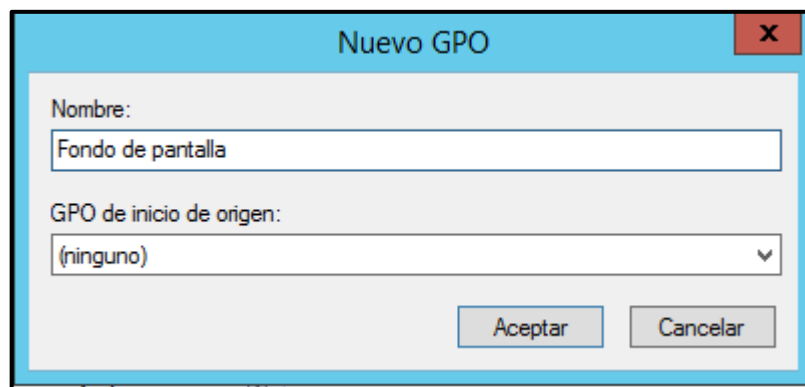 Nuevo GPO
x
Nombre:
Fondo de pantalla
GPO de inicio de origen:
(ninguno)
Aceptar Cancelar